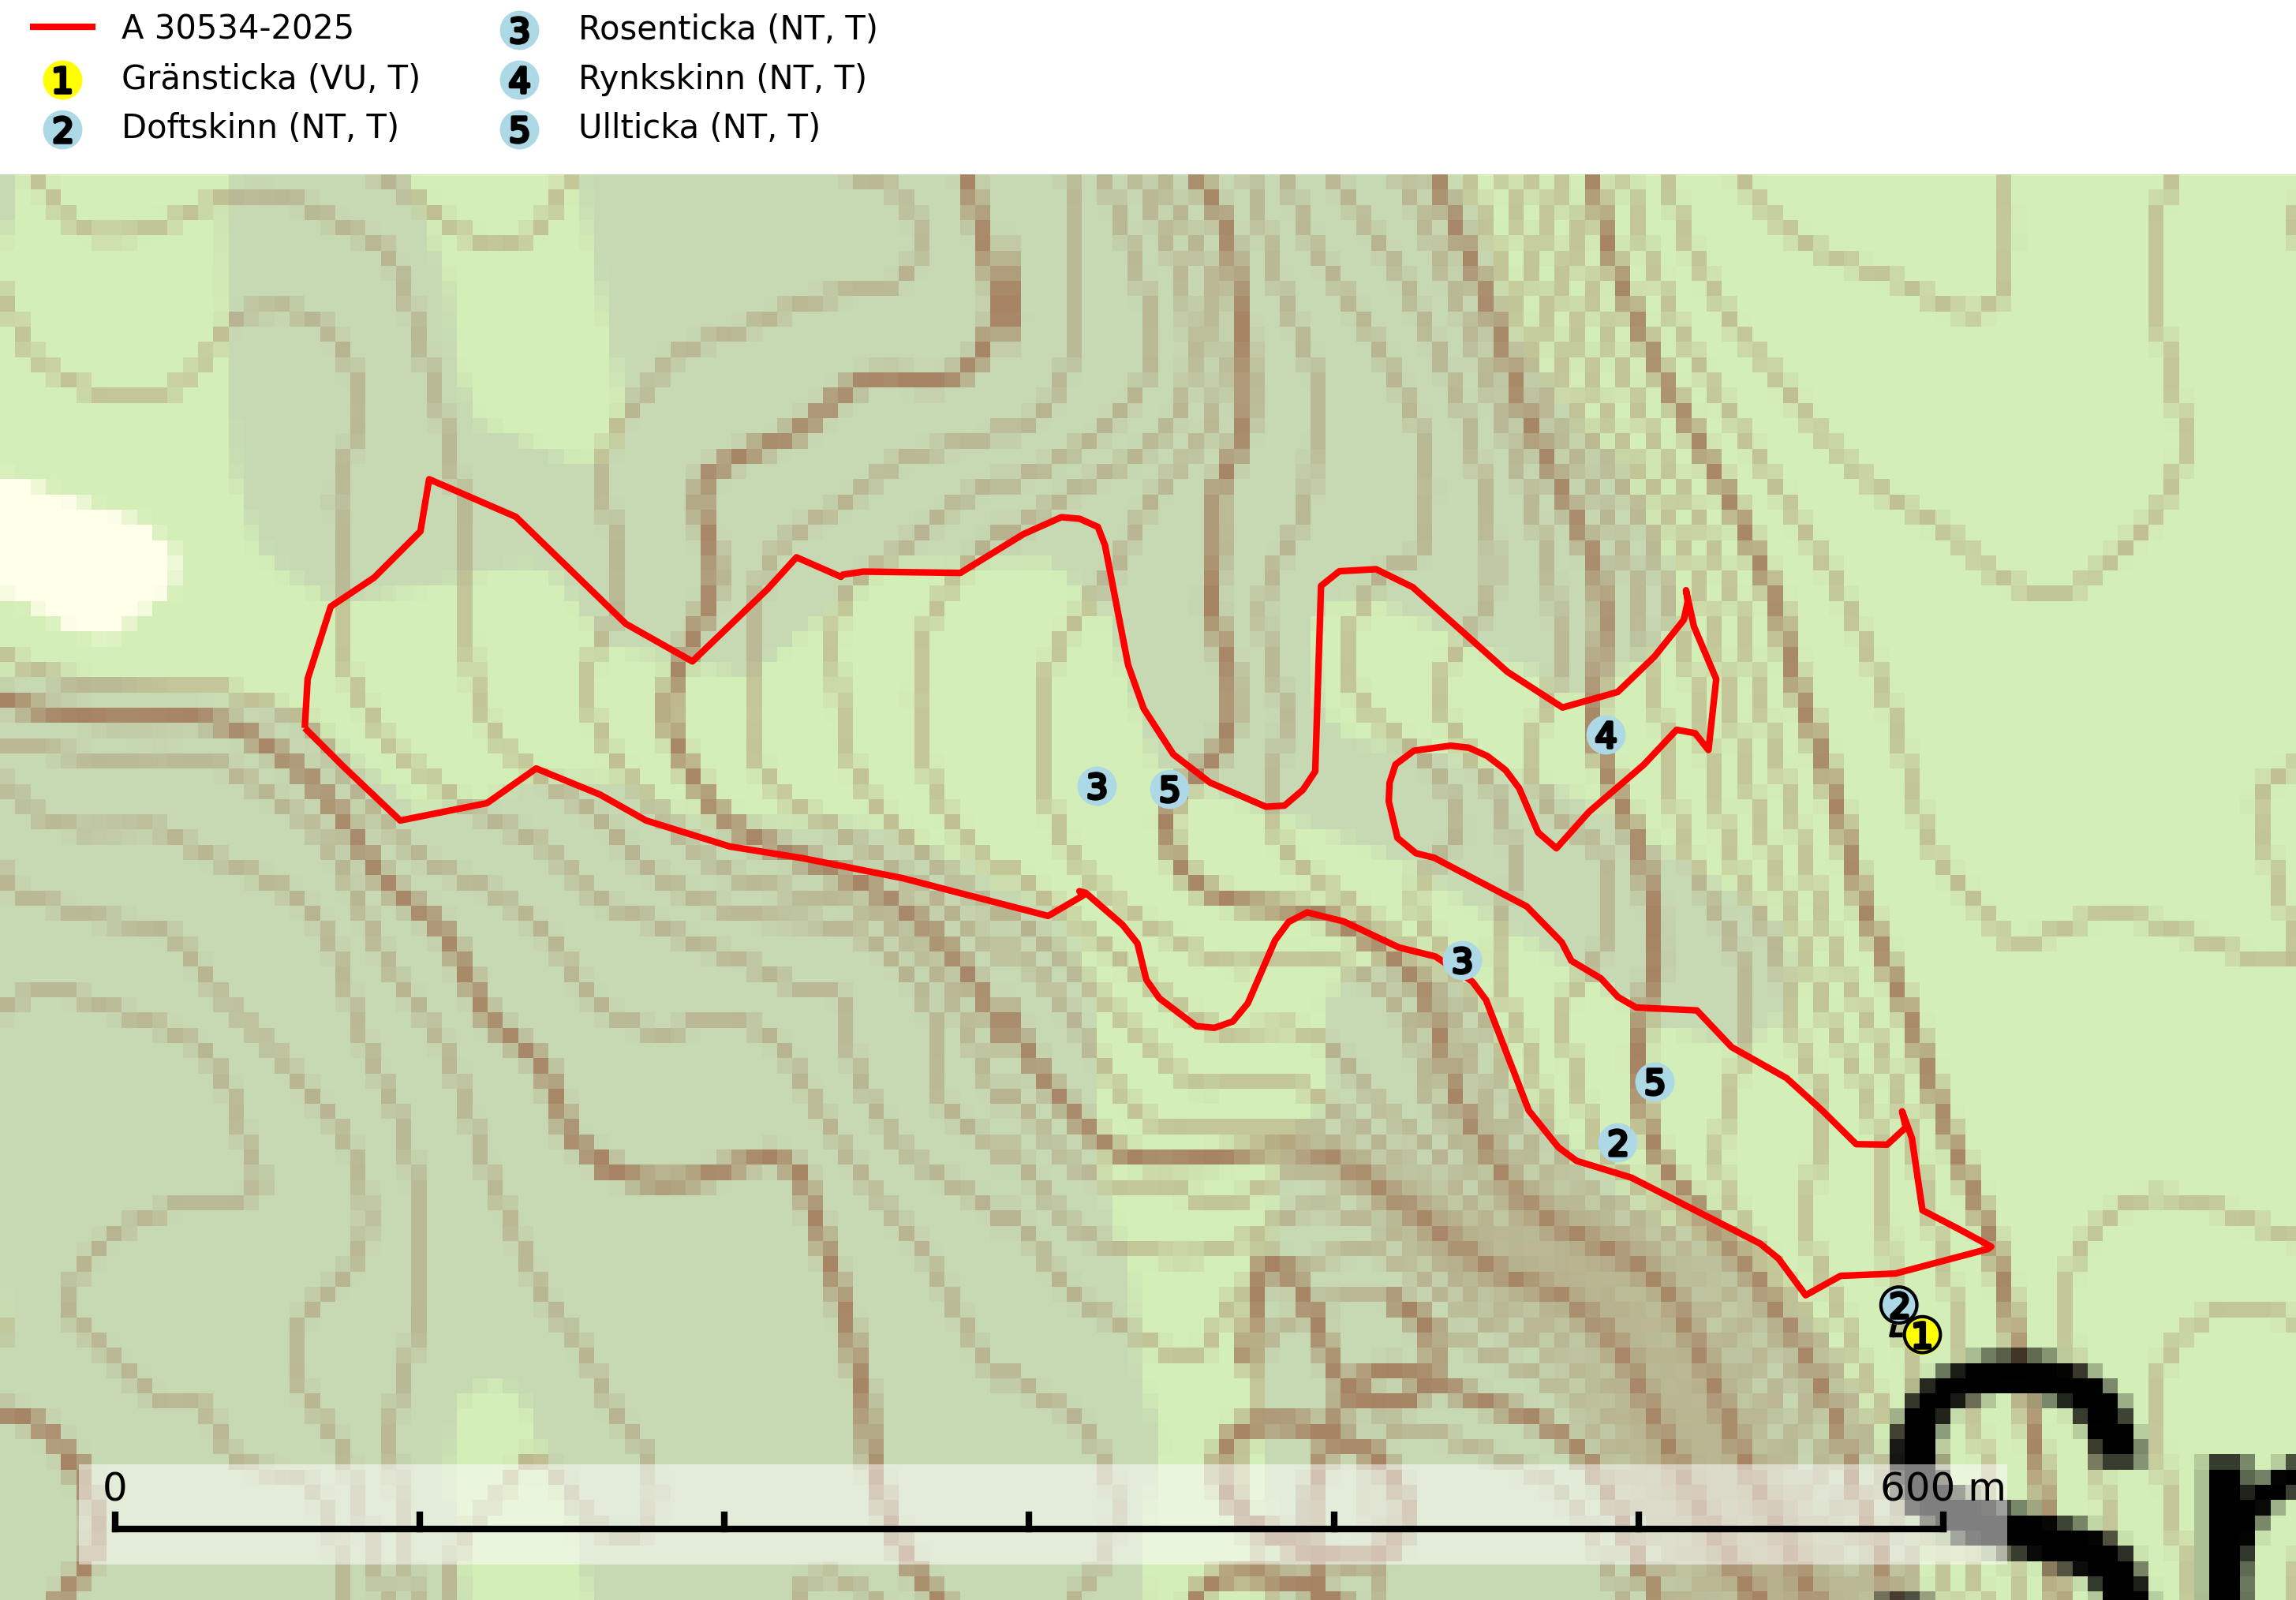 A 30534-2025
1 Gränsticka (VU, T)
2 Doftskinn (NT, T)
3 Rosenticka (NT, T)
4 Rynkskinn (NT, T)
5 Ullticka (NT, T)
4
3
5
3
5
2
2
1
0 600 m